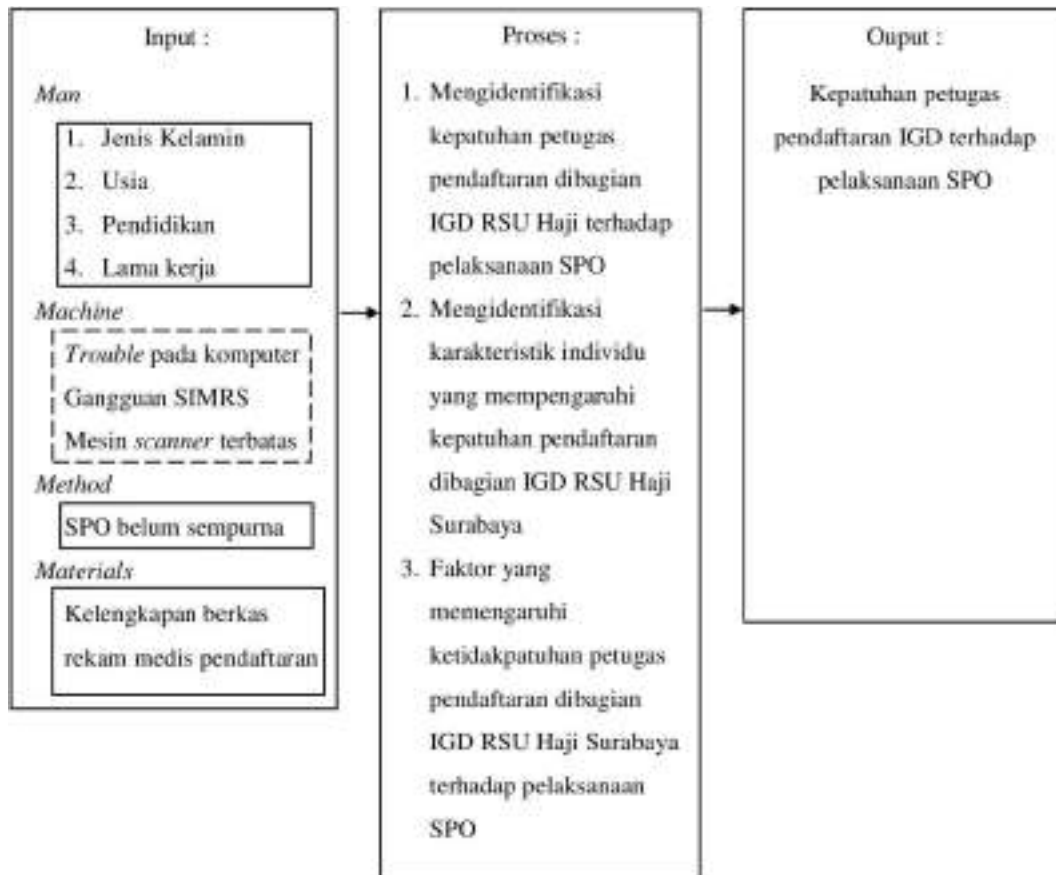 Input :
Man
1. Jenis Kelamin
2. Usia
3. Pendidikan
4. Lama kerja
Machine
Trouble pada komputer
Gangguan SIMRS
Mesin scanner terbatas
Method
SPO belum sempurna
Materials
Kelengkapan berkas
rekam medis pendaftaran
Proses :
1. Mengidentifikasi
kepatuhan petugas
pendaftaran dibagian
IGD RSU Haji terhadap
pelaksanaan SPO
2. Mengidentifikasi
karakteristik individu
yang mempengaruhi
kepatuhan pendaftaran
dibagian IGD RSU Haji
Surabaya
3. Faktor yang
memengaruhi
ketidakpatuhan petugas
pendaftaran dibagian
IGD RSU Haji Surabaya
terhadap pelaksanaan
SPO
Ouput :
Kepatuhan petugas
pendaftaran IGD terhadap
pelaksanaan SPO